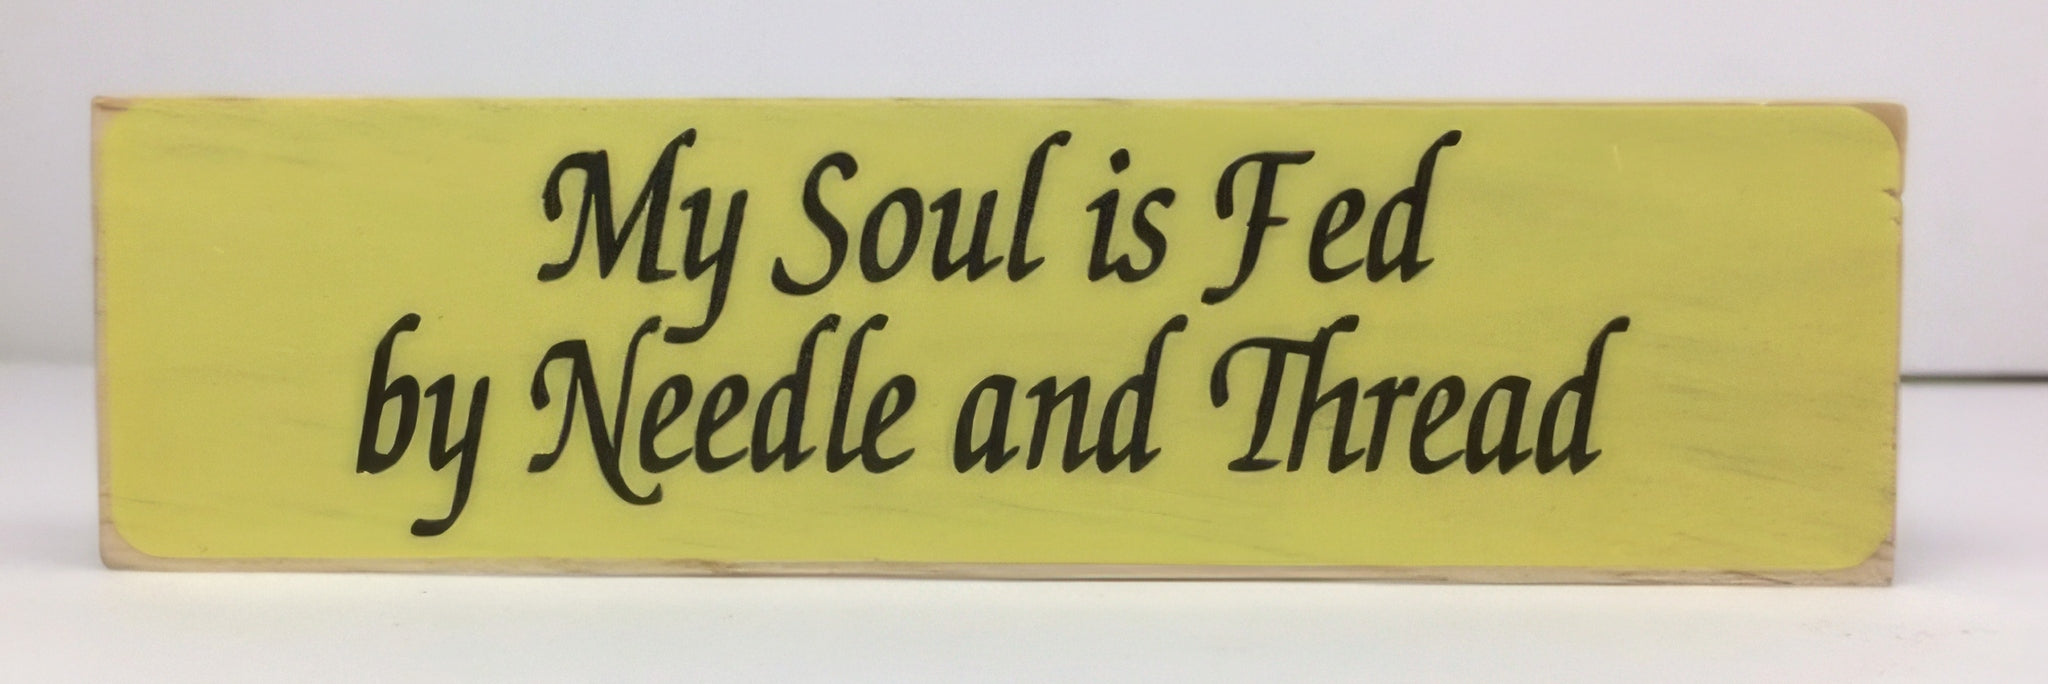 My Soul is Fed
by Needle and Thread